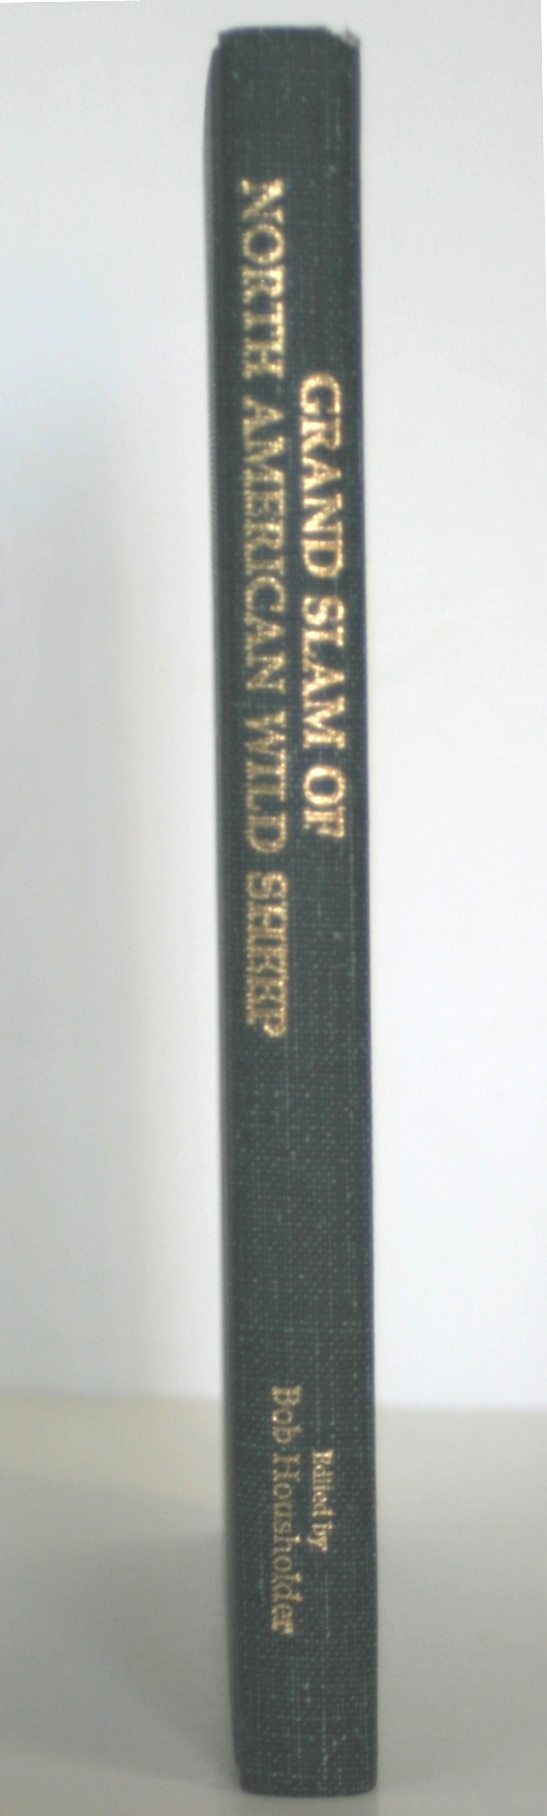 GRAND SLAM OF
NORTH AMERICAN WILD SHEEP
Edited by
Bob Housholder